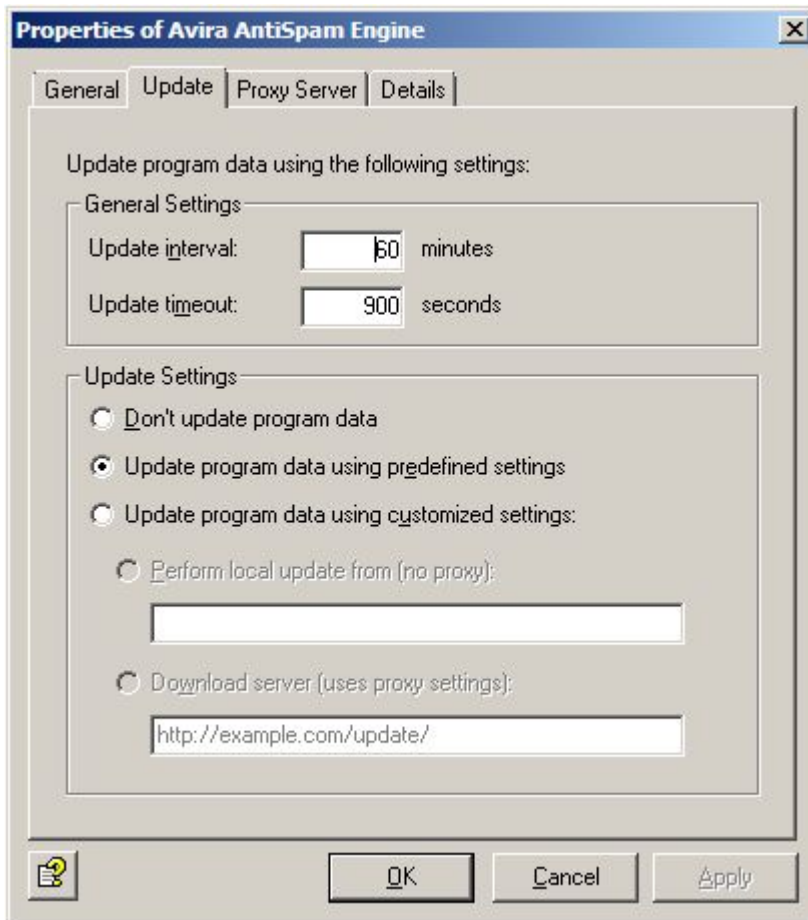 Properties of Avira AntiSpam Engine
General Update Proxy Server Details
Update program data using the following settings:
General Settings
Update interval: 60 minutes
Update timeout: 900 seconds
Update Settings
Don't update program data
Update program data using predefined settings
Update program data using customized settings:
Perform local update from (no proxy):
Download server (uses proxy settings):
http://example.com/update/
OK Cancel Apply